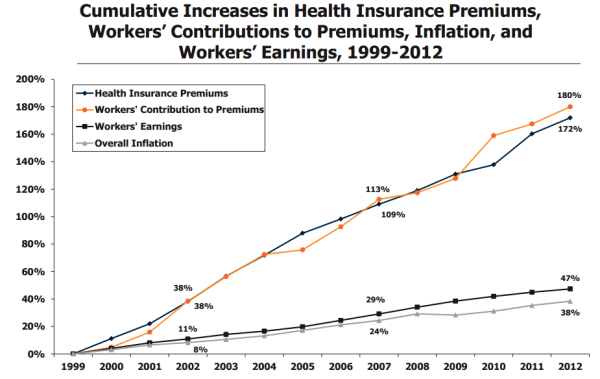 Cumulative Increases in Health Insurance Premiums,
Workers’ Contributions to Premiums, Inflation, and
Workers’ Earnings, 1999-2012
200%
180%
160%
140%
120%
100%
80%
60%
40%
20%
0%
Health Insurance Premiums
Workers' Contribution to Premiums
Workers' Earnings
Overall Inflation
38%
38%
11%
8%
113%
109%
29%
24%
180%
172%
47%
38%
1999 2000 2001 2002 2003 2004 2005 2006 2007 2008 2009 2010 2011 2012